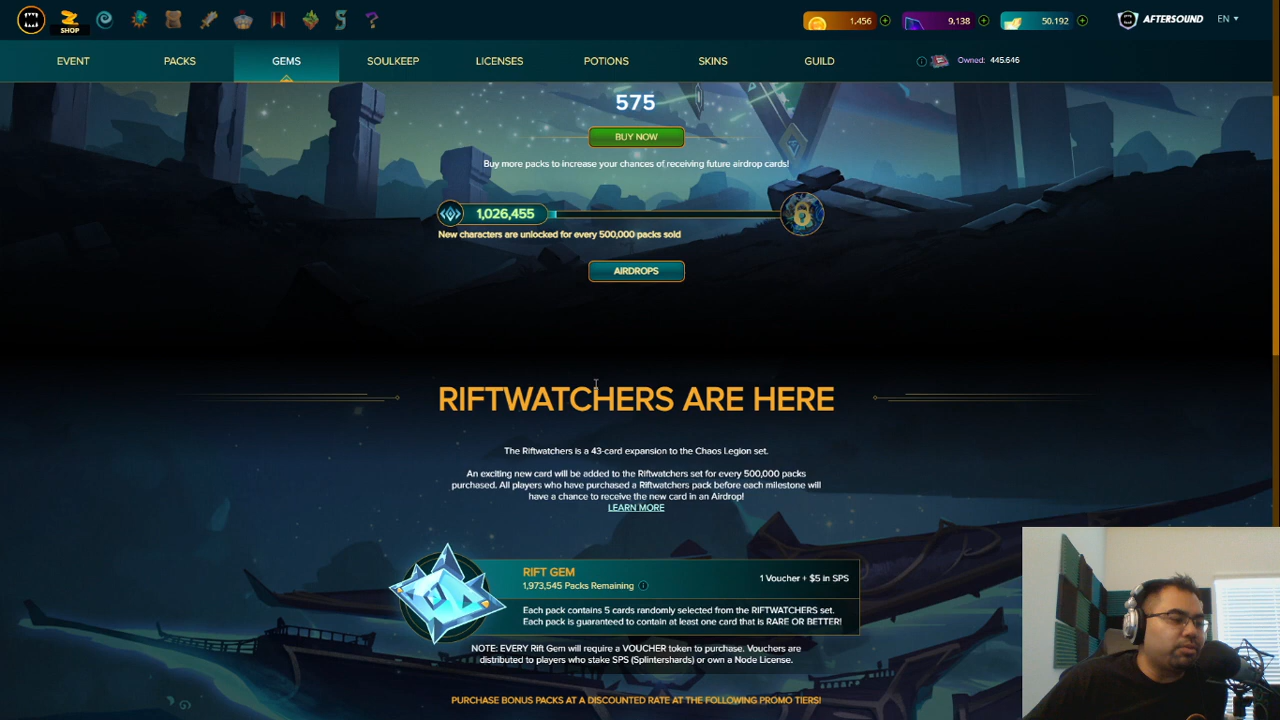 SHOP
1,456
9,138
50.192
AFTERSOUND
EN
EVENT
PACKS
GEMS
SOULKEEP
LICENSES
POTIONS
SKINS
GUILD
Owned: 445.646
575
BUY NOW
Buy more packs to increase your chances of receiving future airdrop cards!
1,026,455
New characters are unlocked for every 500,000 packs sold
AIRDROPS
RIFTWATCHERS ARE HERE
The Riftwatchers is a 43-card expansion to the Chaos Legion set.
An exciting new card will be added to the Riftwatchers set for every 500,000 packs
purchased. All players who have purchased a Riftwatchers pack before each milestone will
have a chance to receive the new card in an Airdrop!
LEARN MORE
RIFT GEM
1,973,545 Packs Remaining
1 Voucher + $5 in SPS
Each pack contains 5 cards randomly selected from the RIFTWATCHERS set.
Each pack is guaranteed to contain at least one card that is RARE OR BETTER!
NOTE: EVERY Rift Gem will require a VOUCHER token to purchase. Vouchers are
distributed to players who stake SPS (Splintershards) or own a Node License.
PURCHASE BONUS PACKS AT A DISCOUNTED RATE AT THE FOLLOWING PROMO TIERS!